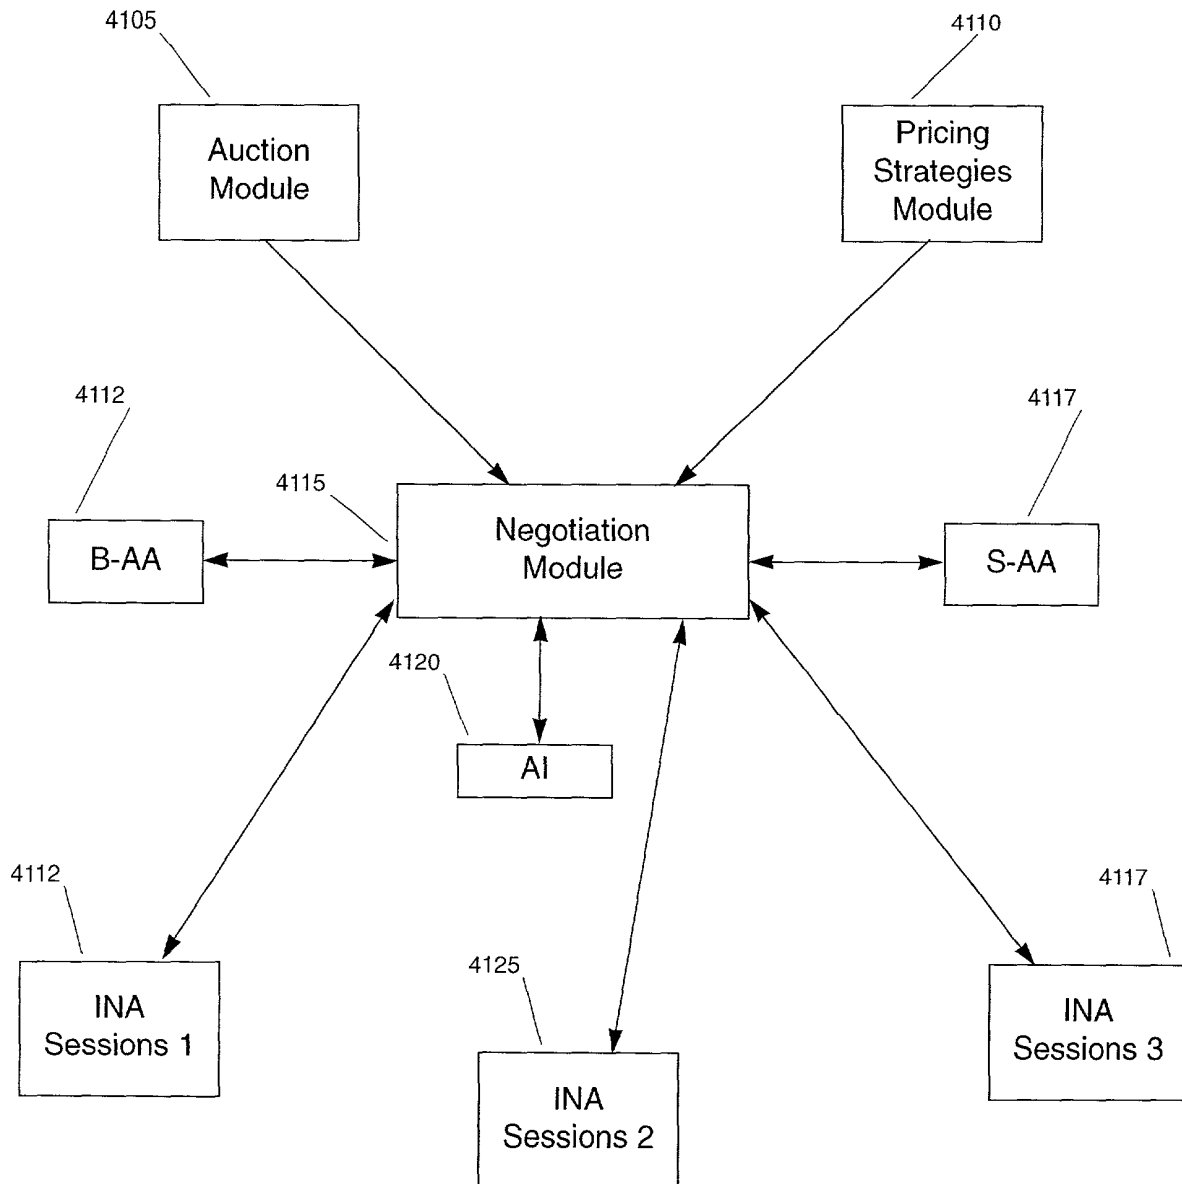 4105
4110
Auction
Module
Pricing
Strategies
Module
4112
4117
4115
Negotiation
Module
B-AA
S-AA
4120
AI
4112
4117
4125
INA
Sessions 1
INA
Sessions 3
INA
Sessions 2